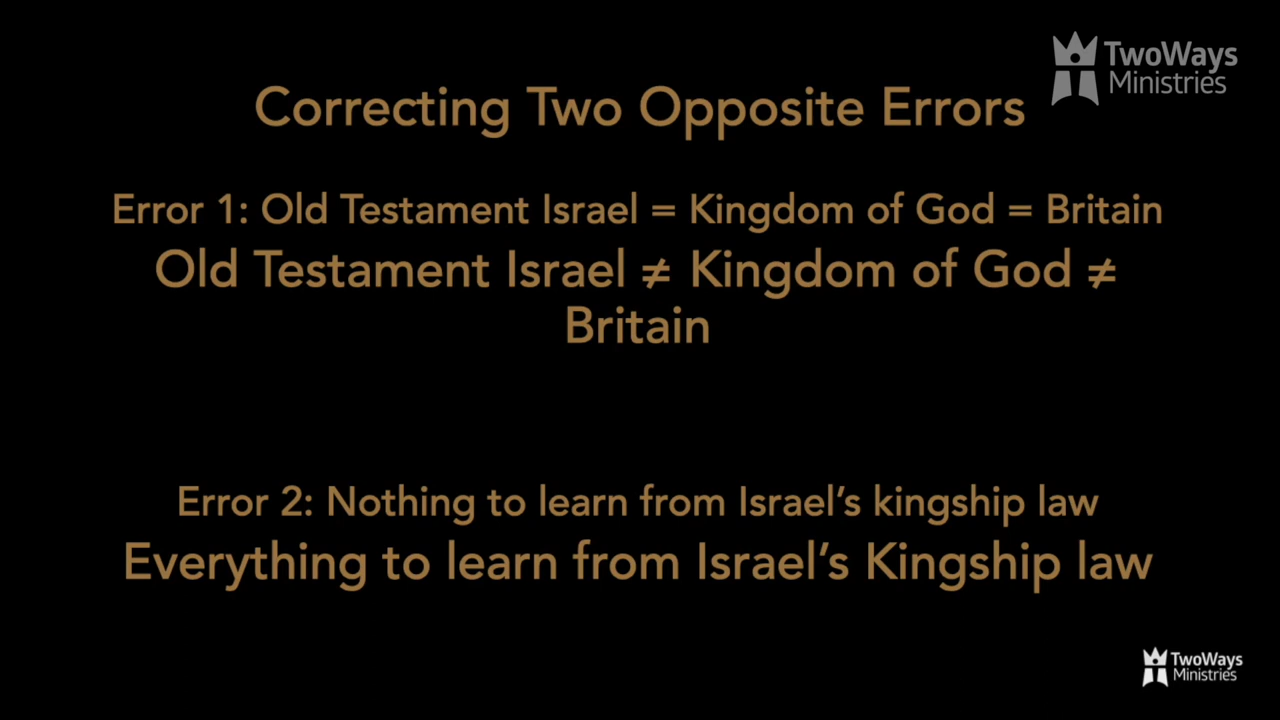 TwoWays
Ministries
Correcting Two Opposite Errors
Error 1: Old Testament Israel = Kingdom of God = Britain
Old Testament Israel ≠ Kingdom of God ≠
Britain
Error 2: Nothing to learn from Israel’s kingship law
Everything to learn from Israel’s Kingship law
TwoWays
Ministries